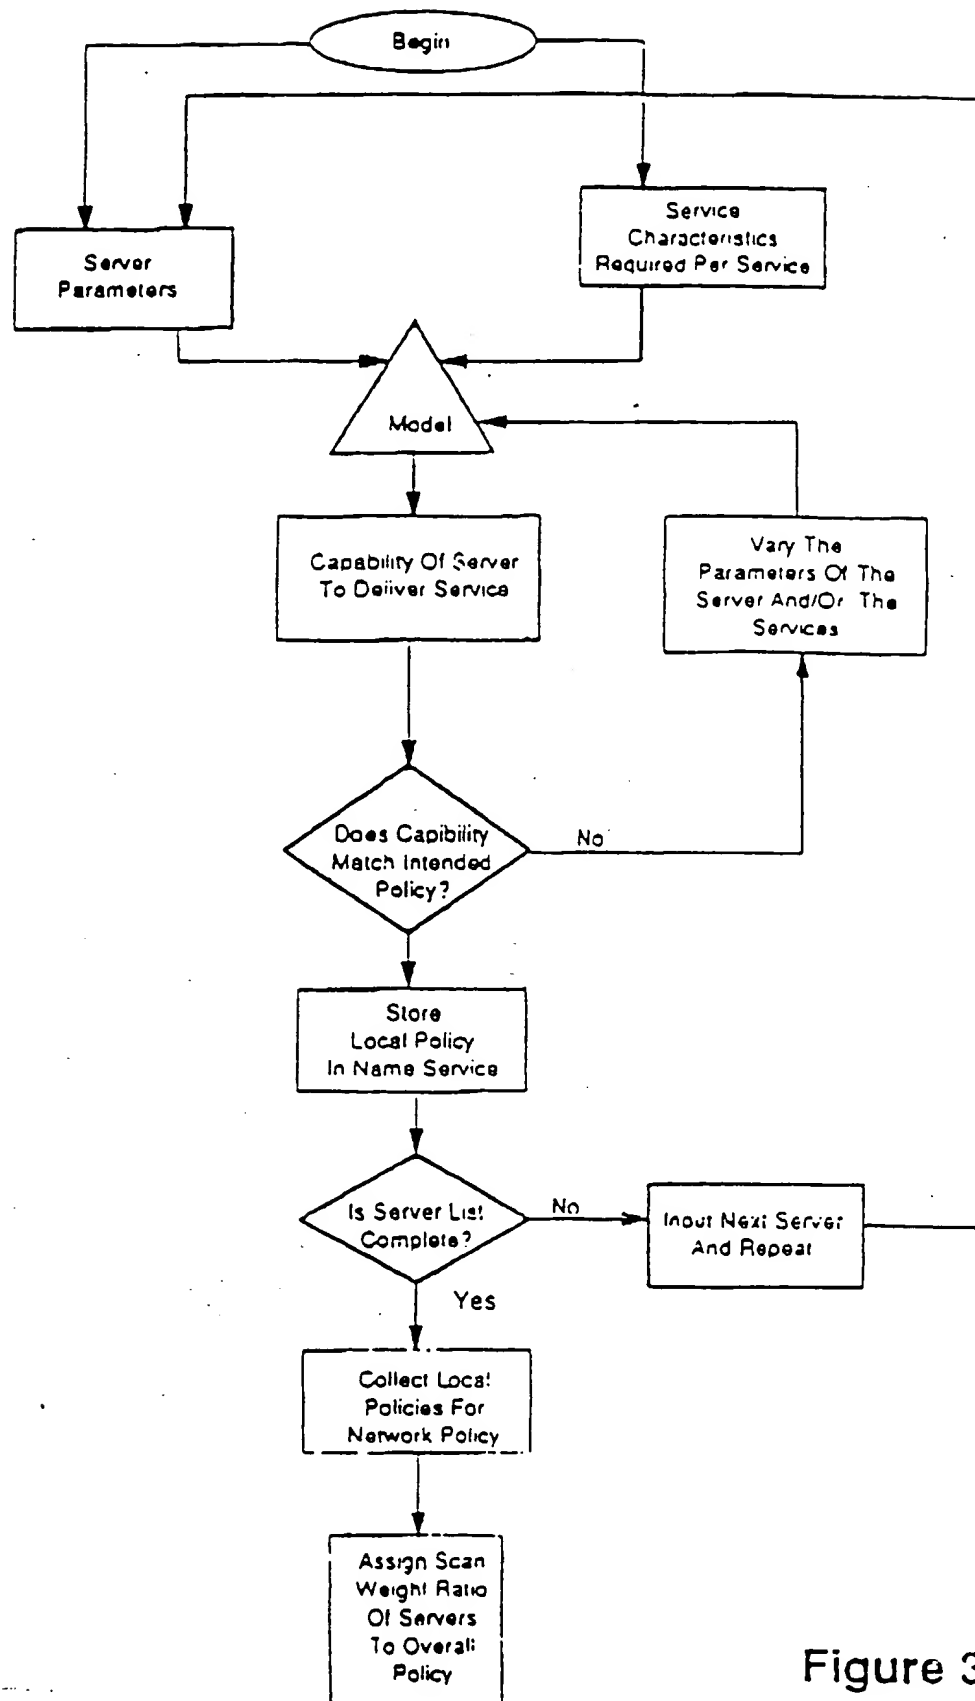 Begin
Server
Parameters
Service
Characteristics
Required Per Service
Model
Capability Of Server
To Deliver Service
Vary The
Parameters Of The
Server And/Or The
Services
Does Capibility
Match Intended
Policy?
No
Store
Local Policy
In Name Service
Is Server List
Complete?
No
Input Next Server
And Repeat
Yes
Collect Local
Policies For
Network Policy
Assign Scan
Weight Ratio
Of Servers
To Overall
Policy
Figure 3